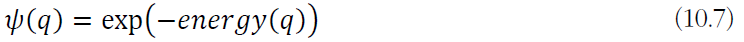 ψ(q) = exp(−energy(q)) (10.7)